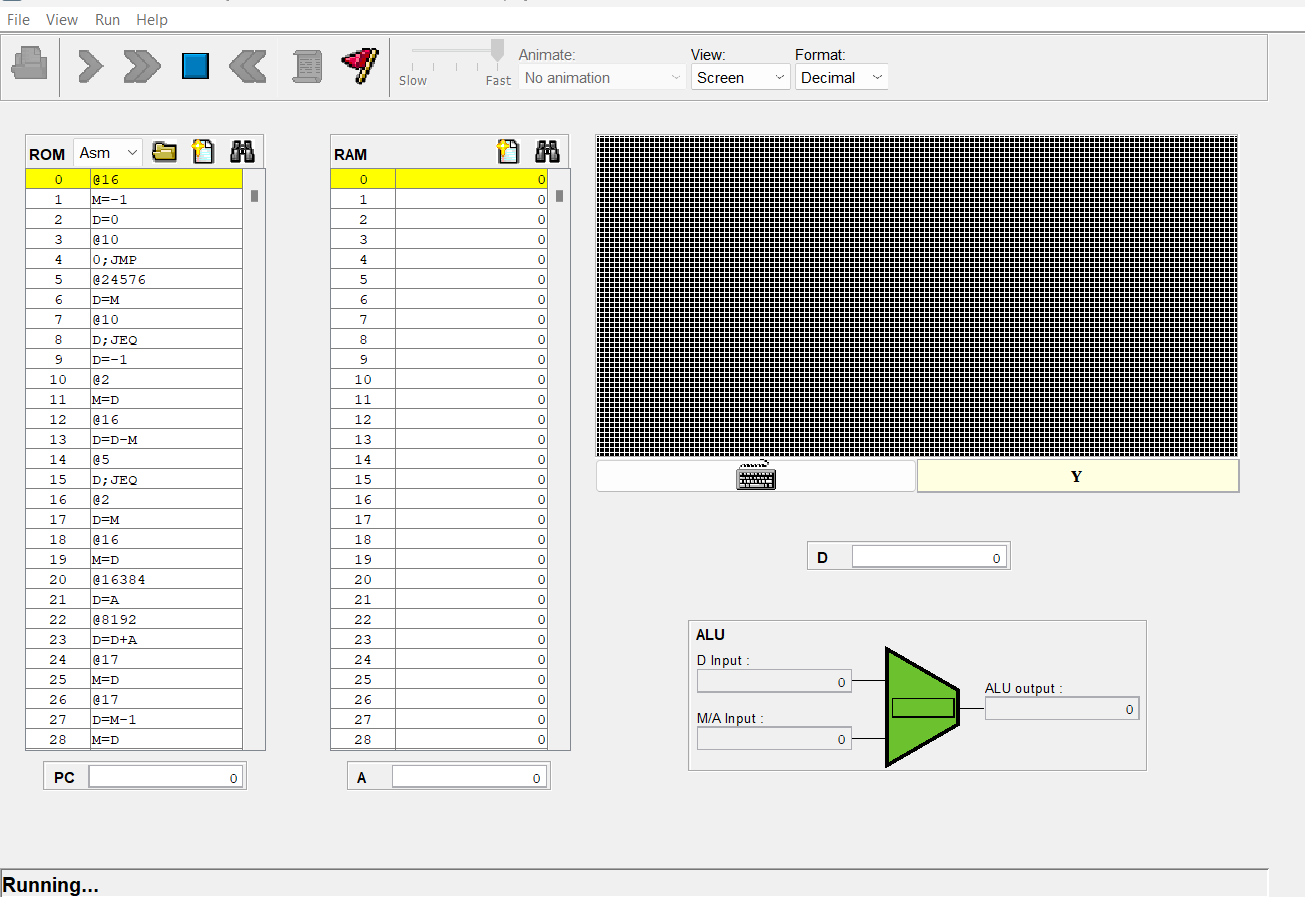 File View Run Help
Animate:
View:
Format:
Slow
Fast
No animation
Screen
Decimal
ROM Asm
0 @16
1 M=-1
2 D=0
3 @10
4 0;JMP
5 @24576
6 D=M
7 @10
8 D;JEQ
9 D=-1
10 @2
11 M=D
12 @16
13 D=D-M
14 @5
15 D;JEQ
16 @2
17 D=M
18 @16
19 M=D
20 @16384
21 D=A
22 @8192
23 D=D+A
24 @17
25 M=D
26 @17
27 D=M-1
28 M=D
PC 0
RAM
0 0
1 0
2 0
3 0
4 0
5 0
6 0
7 0
8 0
9 0
10 0
11 0
12 0
13 0
14 0
15 0
16 0
17 0
18 0
19 0
20 0
21 0
22 0
23 0
24 0
25 0
26 0
27 0
28 0
A 0
Y
D 0
ALU
D Input :
0
M/A Input :
0
ALU output :
0
Running...